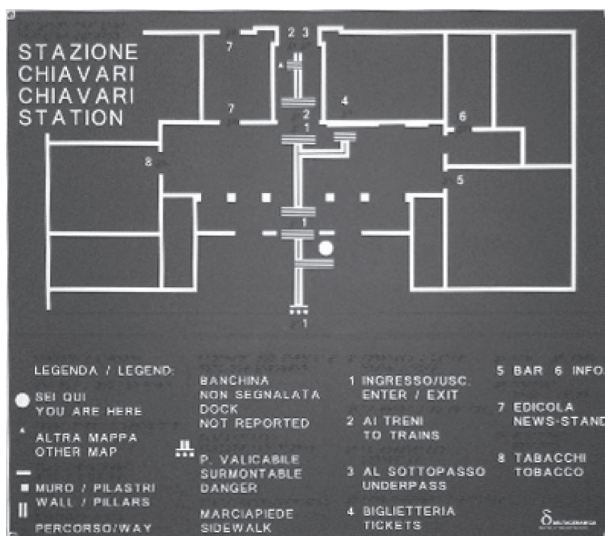 STAZIONE
CHIAVARI
CHIAVARI
STATION
2 3
7
7
4
2
1
6
8
5
1
1
LEGENDA / LEGEND:
SEI QUI
YOU ARE HERE
ALTRA MAPPA
OTHER MAP
MURO / PILASTRI
WALL / PILLARS
PERCORSO/WAY
BANCHINA
NON SEGNALATA
DOCK
NOT REPORTED
P. VALICABILE
SURMONTABLE
DANGER
MARCIAPIEDE
SIDEWALK
1 INGRESSO/USC.
ENTER / EXIT
2 AI TRENI
TO TRAINS
3 AL SOTTOPASSO
UNDERPASS
4 BIGLIETTERIA
TICKETS
5 BAR 6 INFO.
7 EDICOLA
NEWS-STAND
8 TABACCHI
TOBACCO